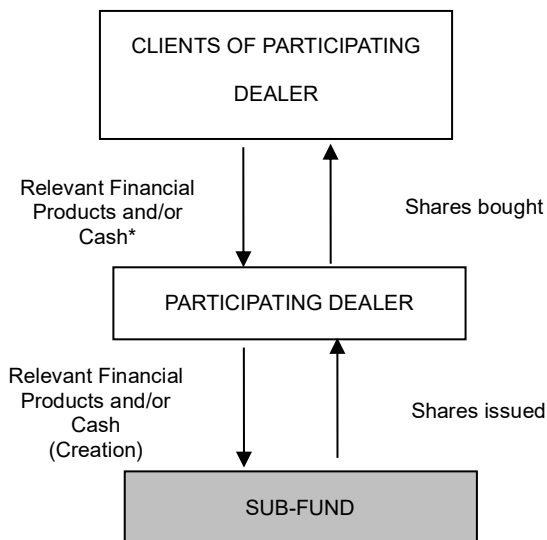 CLIENTS OF PARTICIPATING
DEALER
Relevant Financial
Products and/or
Cash*
Shares bought
PARTICIPATING DEALER
Relevant Financial
Products and/or
Cash
(Creation)
Shares issued
SUB-FUND